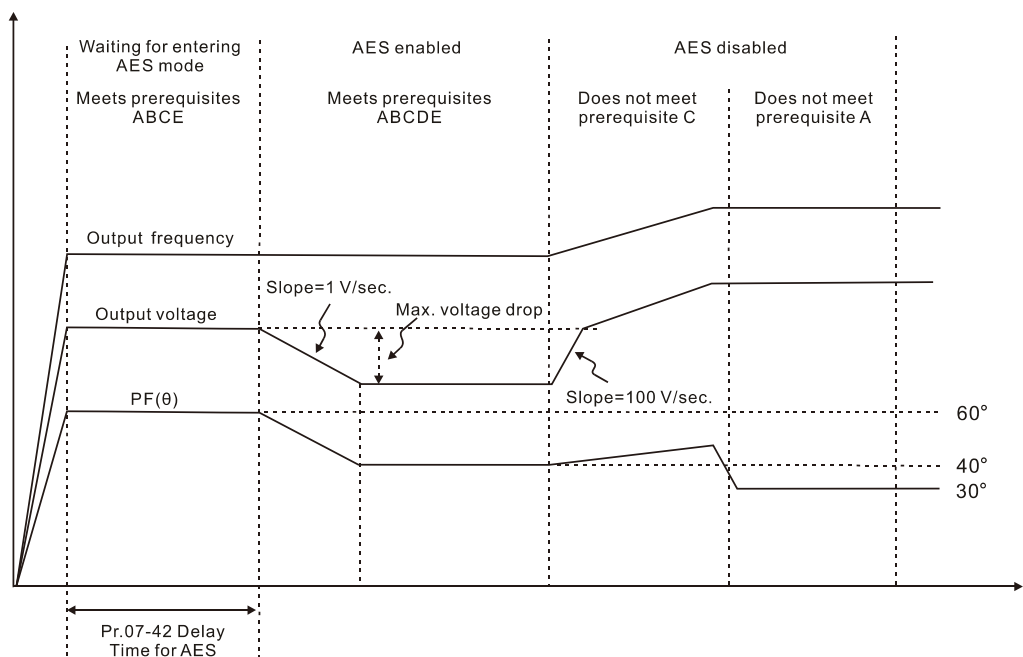 Waiting for entering
AES mode
AES enabled
AES disabled
Meets prerequisites
ABCE
Meets prerequisites
ABCDE
Does not meet
prerequisite C
Does not meet
prerequisite A
Output frequency
Slope=1 V/sec.
Output voltage
Max. voltage drop
PF(θ)
Slope=100 V/sec.
60°
40°
30°
Pr.07-42 Delay
Time for AES